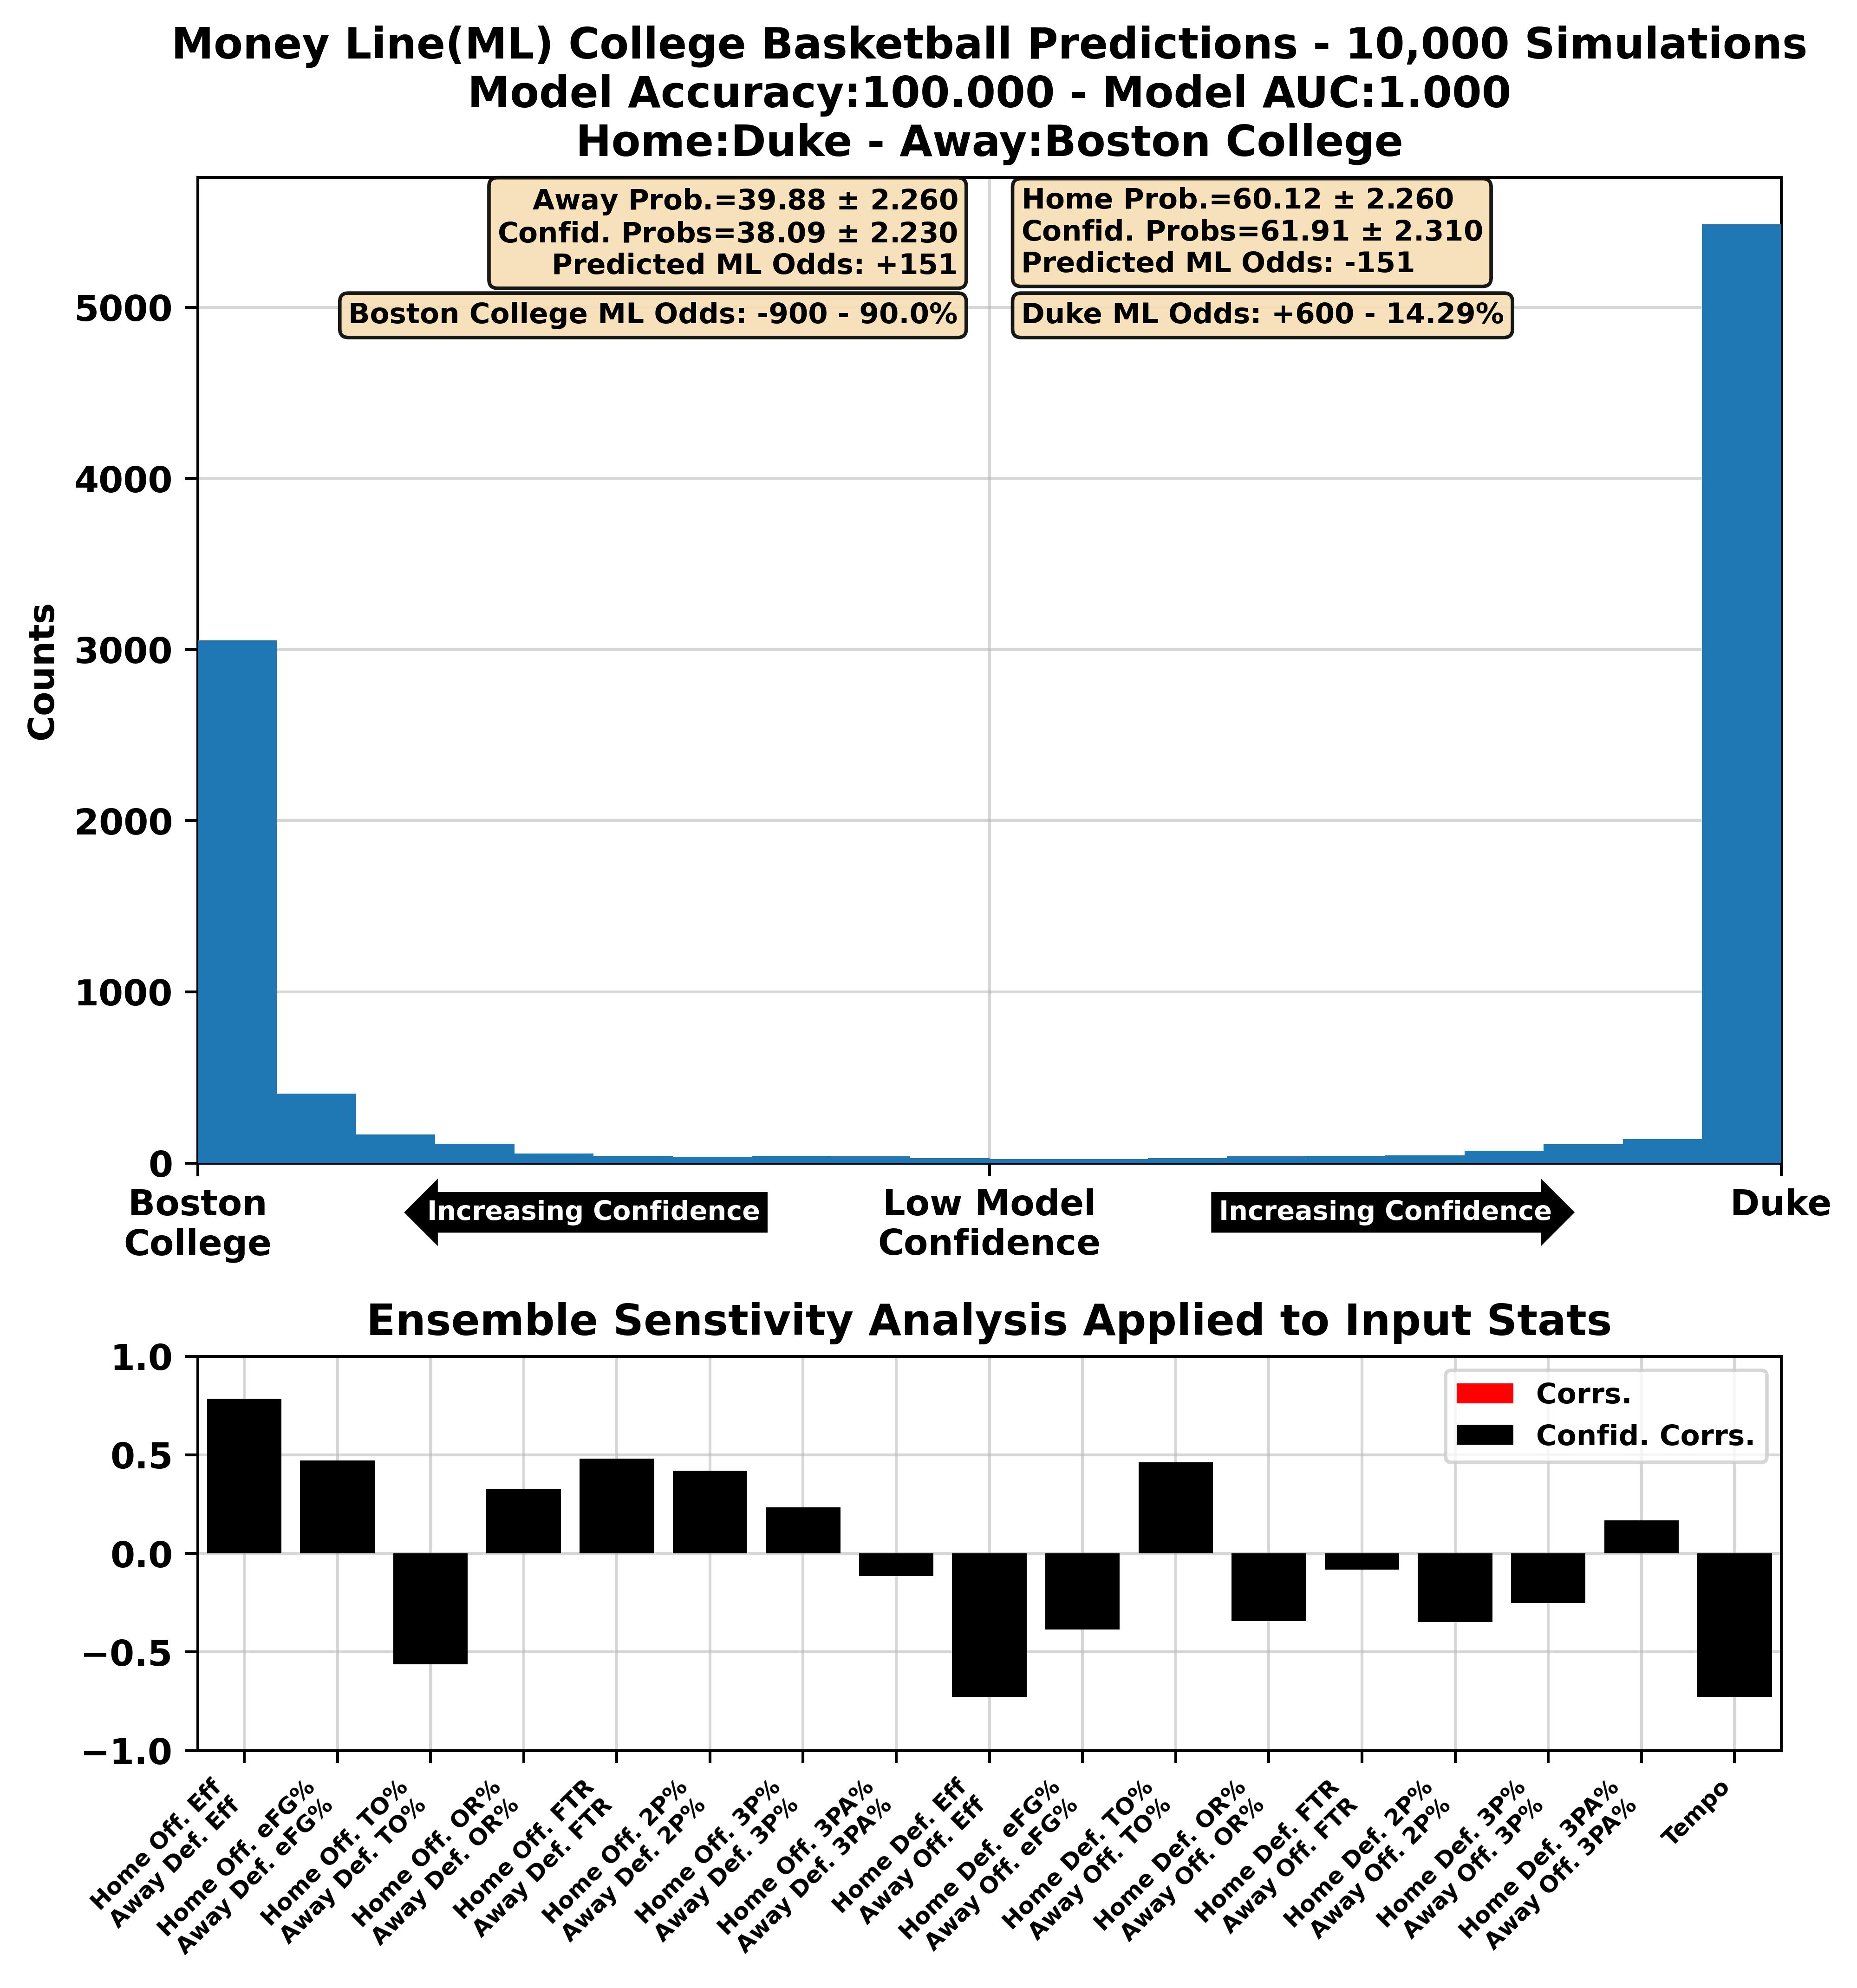 Money Line(ML) College Basketball Predictions - 10,000 Simulations
Model Accuracy:100.000 - Model AUC:1.000
Home:Duke - Away:Boston College
Away Prob.=39.88 ± 2.260
Confid. Probs=38.09 ± 2.230
Predicted ML Odds: +151
Home Prob.=60.12 ± 2.260
Confid. Probs=61.91 ± 2.310
Predicted ML Odds: -151
Boston College ML Odds: -900 - 90.0%
Duke ML Odds: +600 - 14.29%
Counts
5000
4000
3000
2000
1000
0
Boston
College
Increasing Confidence
Low Model
Confidence
Increasing Confidence
Duke
Ensemble Senstivity Analysis Applied to Input Stats
1.0
0.5
0.0
−0.5
−1.0
Corrs.
Confid. Corrs.
Home Off. Eff
Away Def. Eff
Home Off. eFG%
Away Def. eFG%
Home Off. TO%
Away Def. TO%
Home Off. OR%
Away Def. OR%
Home Off. FTR
Away Def. FTR
Home Off. 2P%
Away Def. 2P%
Home Off. 3P%
Away Def. 3P%
Home Off. 3PA%
Away Def. 3PA%
Home Def. Eff
Away Off. Eff
Home Def. eFG%
Away Off. eFG%
Home Def. TO%
Away Off. TO%
Home Def. OR%
Away Off. OR%
Home Def. FTR
Away Off. FTR
Home Def. 2P%
Away Off. 2P%
Home Def. 3P%
Away Off. 3P%
Home Def. 3PA%
Away Off. 3PA%
Tempo